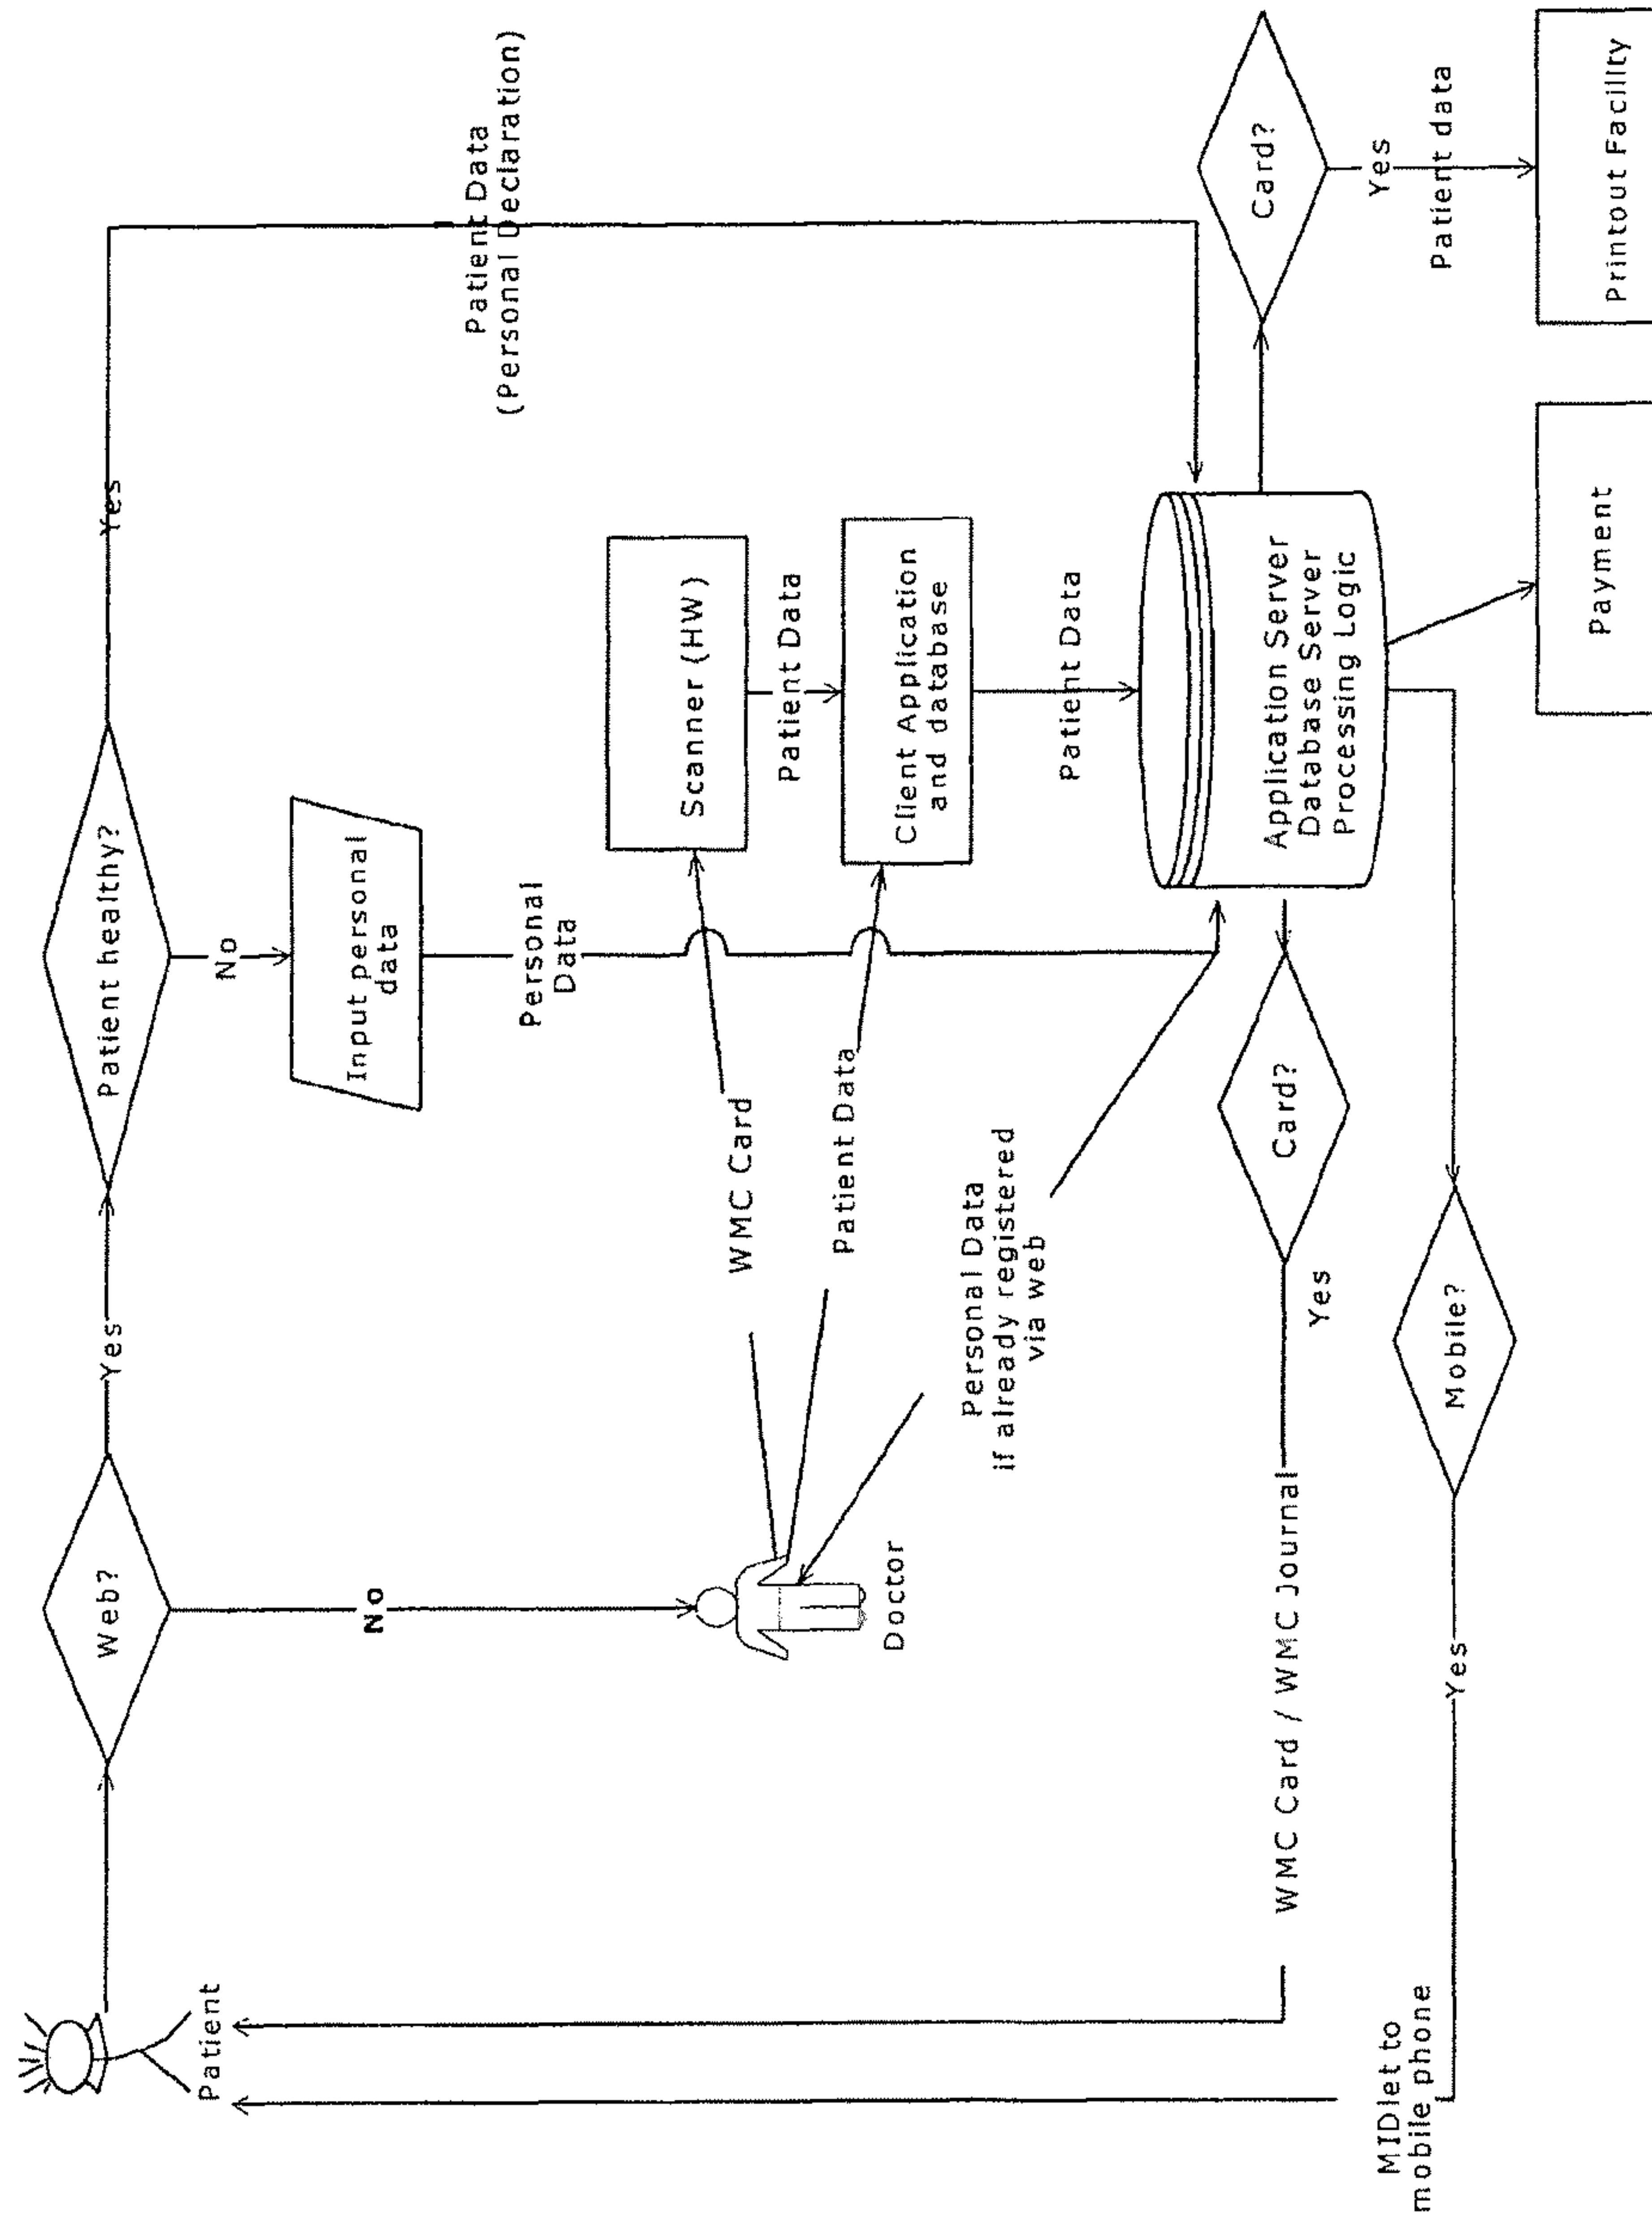 Patient
Web?
Yes
Patient healthy?
Yes
No
No
Input personal
data
Patient Data
(Personal Declaration)
Personal
Data
Scanner (HW)
WMC Card
Patient Data
Doctor
Patient Data
Client Application
and database
Personal Data
if already registered
via web
Patient Data
Application Server
Database Server
Processing Logic
Card?
Card?
Yes
WMC Card / WMC Journal
Yes
Patient data
MIDlet to
mobile phone
Yes
Mobile?
Payment
Printout Facility